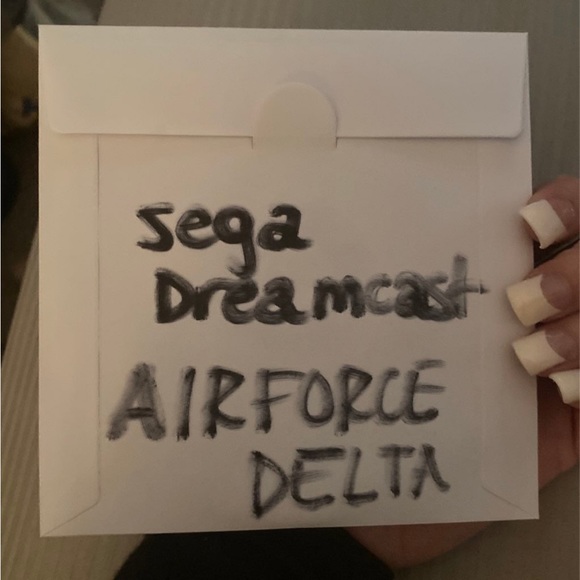 sega
Dreamcast
AIRFORCE
DELTA